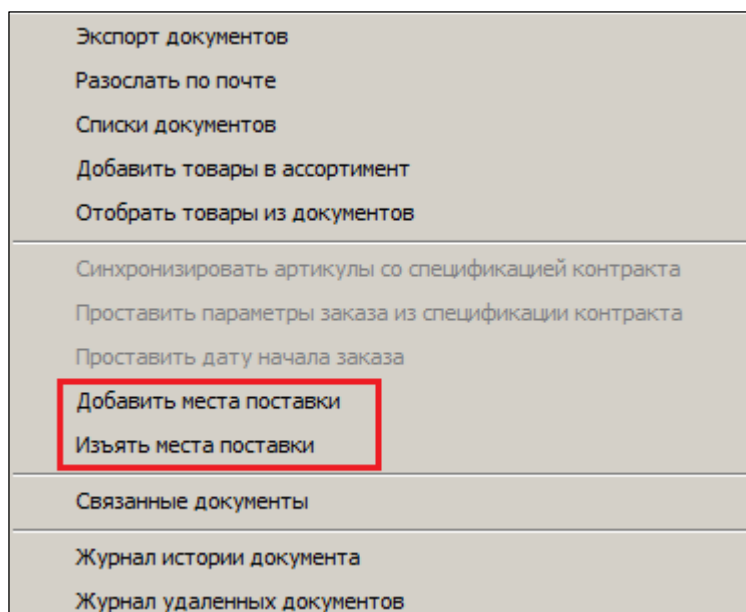 Экспорт документов
Разослать по почте
Списки документов
Добавить товары в ассортимент
Отобрать товары из документов
Синхронизировать артикулы со спецификацией контракта
Проставить параметры заказа из спецификации контракта
Проставить дату начала заказа
Добавить места поставки
Изъять места поставки
Связанные документы
Журнал истории документа
Журнал удаленных документов